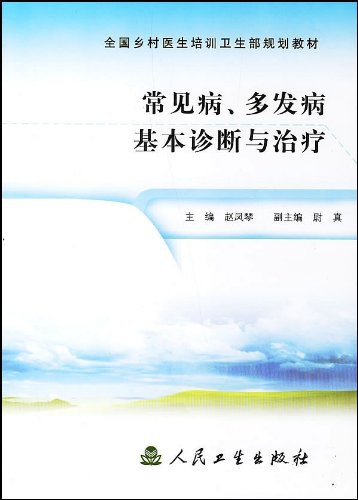 全国乡村医生培训卫生部规划教材
常见病、多发病
基本诊断与治疗
主编 赵凤琴 副主编 尉真
人民卫生出版社